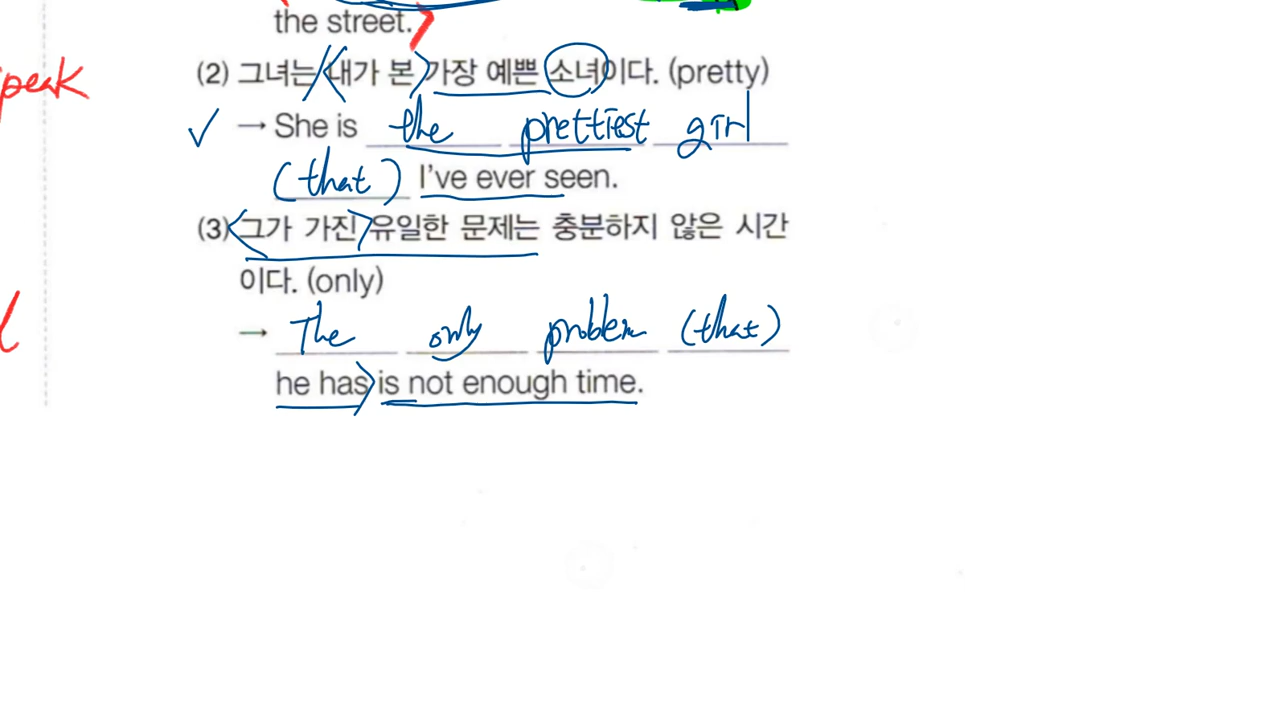 the street.
(2) 그녀는 내가 본 가장 예쁜 소녀이다. (pretty)
peak
✓ → She is the prettiest girl
(that) I've ever seen.
(3) 그가 가진 유일한 문제는 충분하지 않은 시간
이다. (only)
→ The only problem (that)
he has is not enough time.